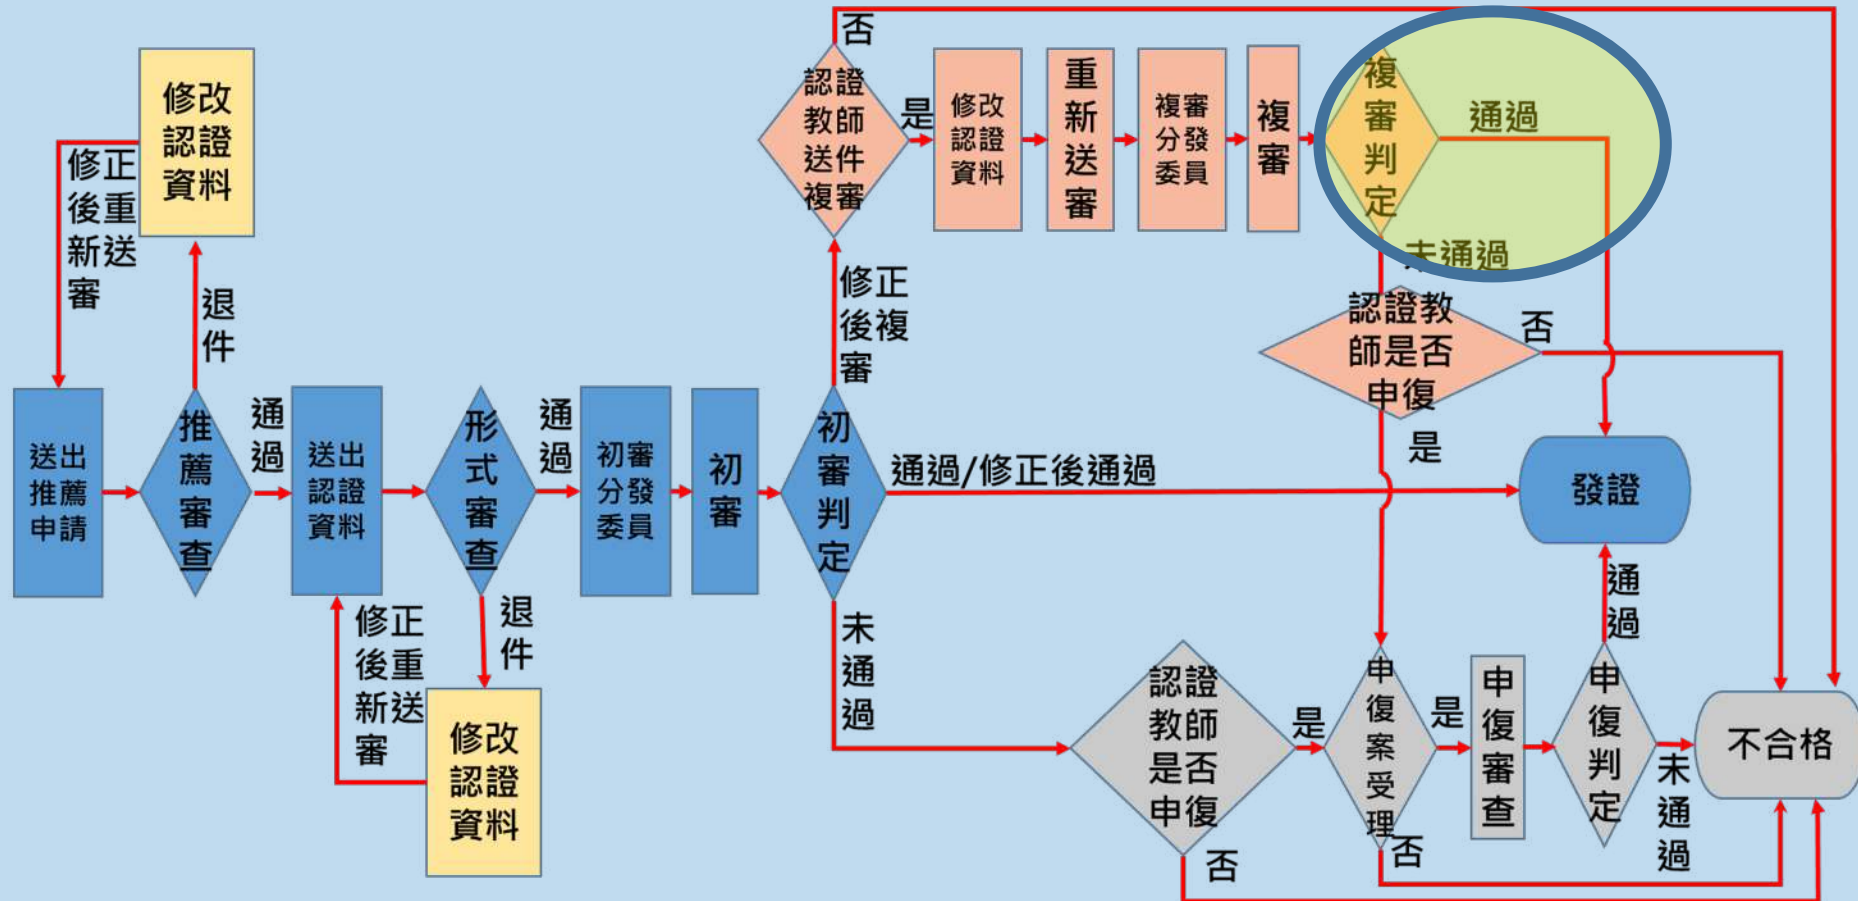 否
修改
認證
資料
認證
教師
送件
複審
是
修改
認證
資料
重
新
送
審
複審
分發
委員
複
審
複
審
判
定
通過
未通過
修正
後重
新送
審
退
件
修正
後複
審
認證教
師是否
申復
否
是
送出
推薦
申請
推
薦
審
查
通
過
送出
認證
資料
形
式
審
查
通
過
初審
分發
委員
初
審
初
審
判
定
通過/修正後通過
發證
修正
後重
新送
審
退
件
修改
認證
資料
未
通
過
認證
教師
是否
申復
是
否
申
復
案
受
理
是
否
申
復
審
查
申
復
判
定
通
過
未
通
過
不合格